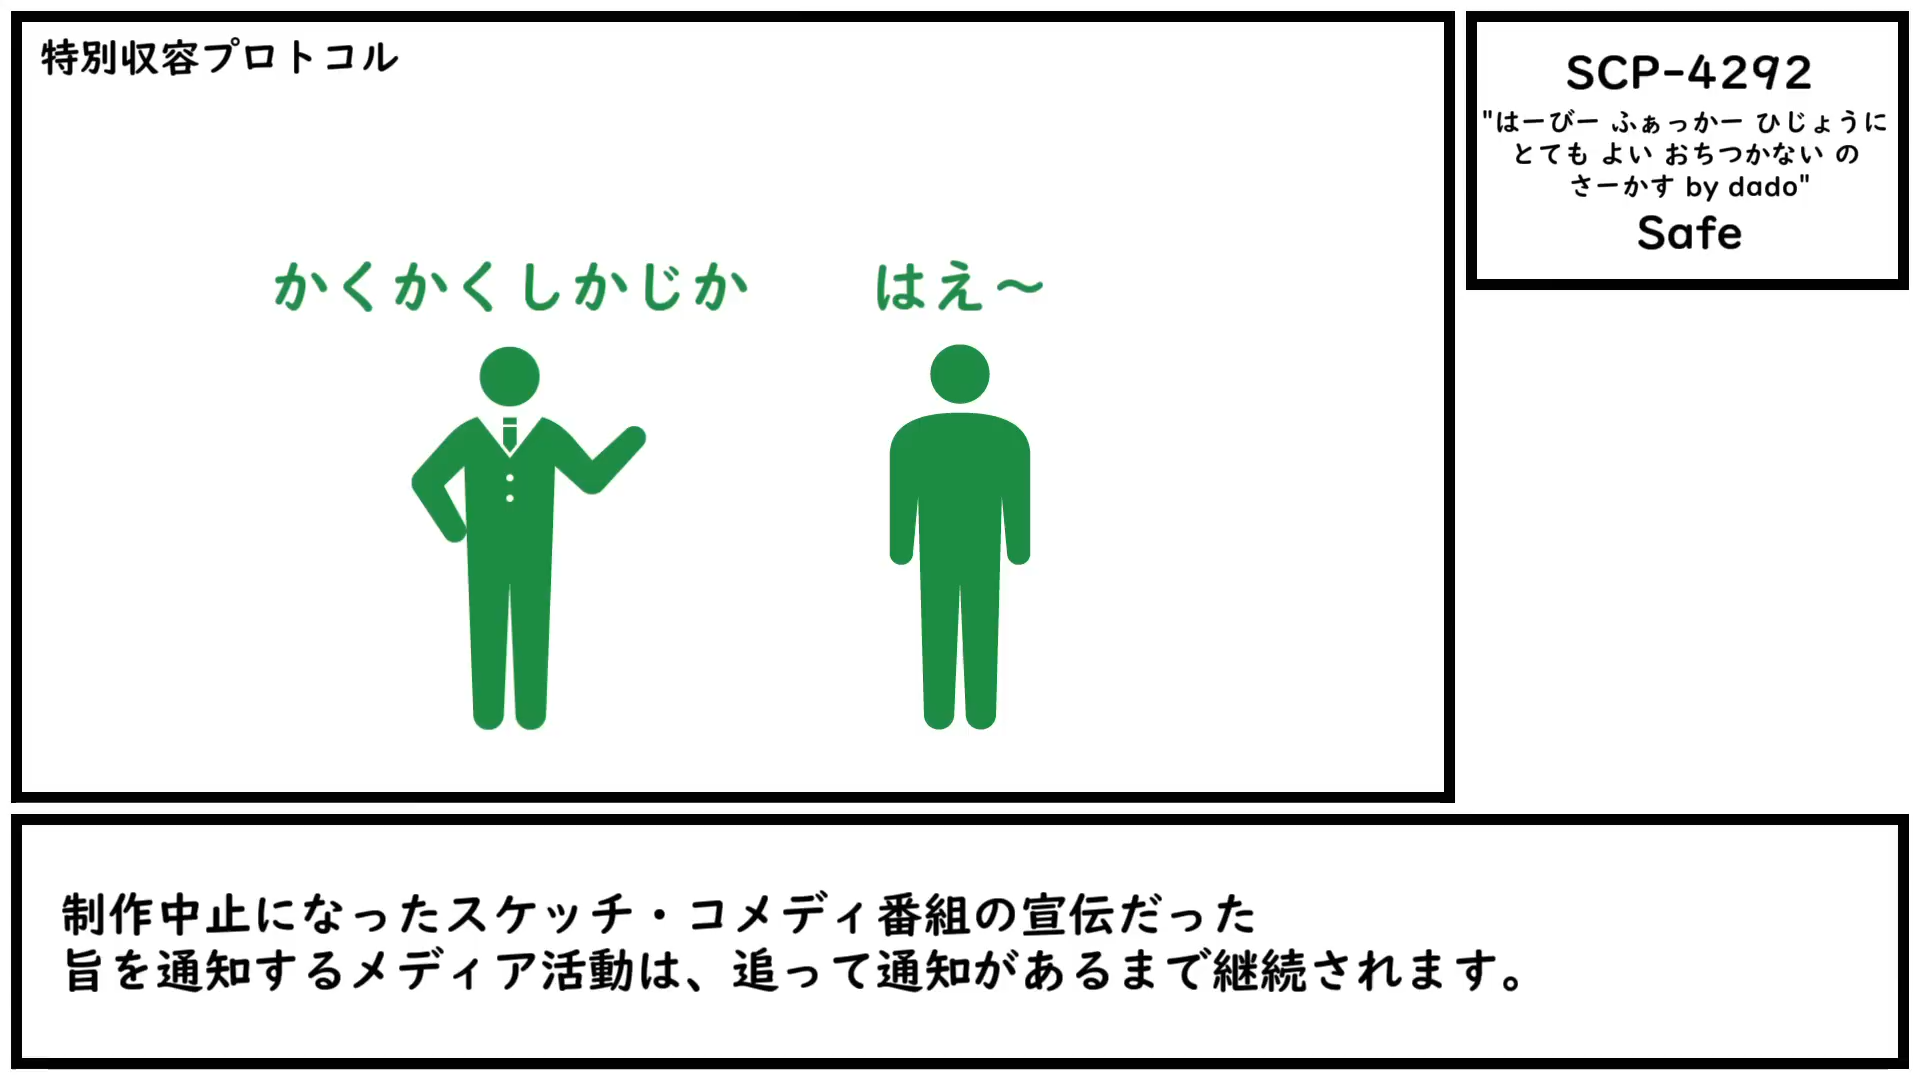 特別収容プロトコル
かくかくしかじか
はえ～
SCP-4292
"はーびー ふぁっかー ひじょうに
とても よい おちつかない の
さーかす by dado"
Safe
制作中止になったスケッチ・コメディ番組の宣伝だった
旨を通知するメディア活動は、追って通知があるまで継続されます。